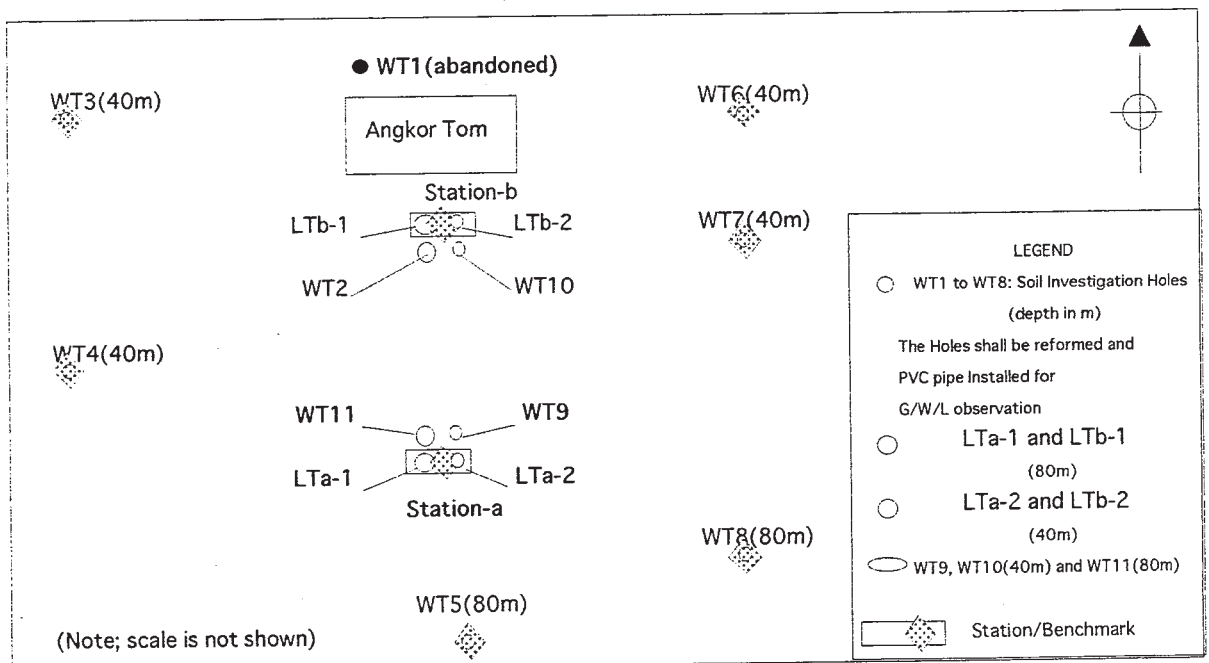 WT1(abandoned)
WT3(40m)
WT6(40m)
Angkor Tom
Station-b
LTb-1
LTb-2
WT7(40m)
WT2
WT10
WT4(40m)
WT11
WT9
LTa-1
LTa-2
Station-a
WT8(80m)
WT5(80m)
(Note; scale is not shown)
LEGEND
WT1 to WT8: Soil Investigation Holes
(depth in m)
The Holes shall be reformed and
PVC pipe Installed for
G/W/L observation
LTa-1 and LTb-1
(80m)
LTa-2 and LTb-2
(40m)
WT9, WT10(40m) and WT11(80m)
Station/Benchmark